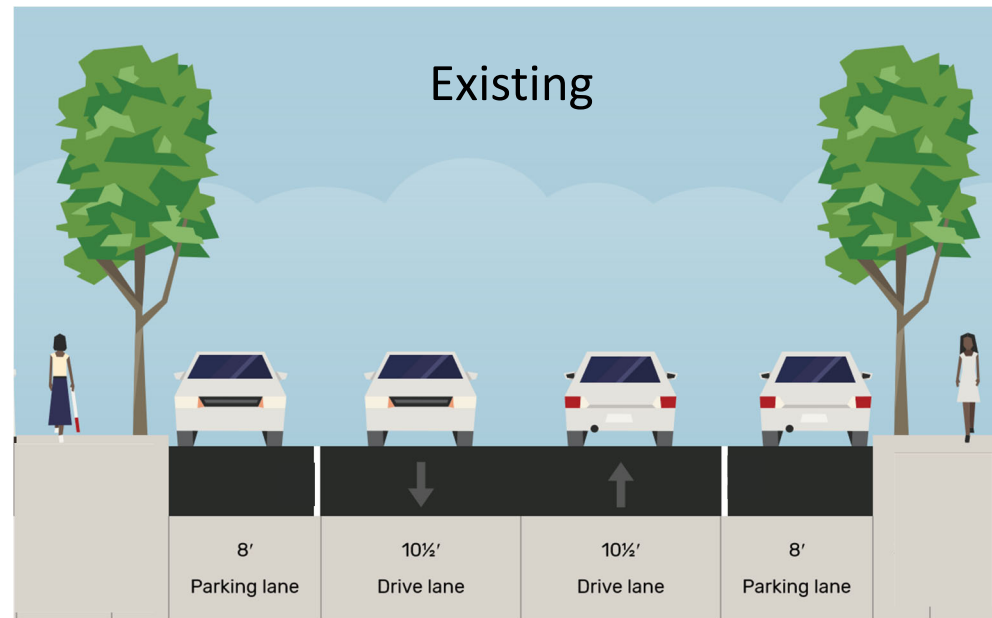 Existing
8′ 10½′ 10½′ 8′
Parking lane Drive lane Drive lane Parking lane